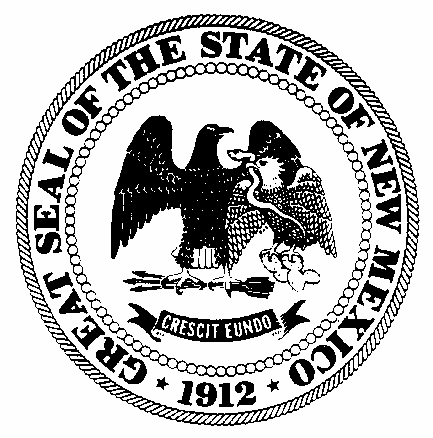 GREAT SEAL OF THE STATE OF NEW MEXICO
CRESCIT EUNDO
★ 1912 ★